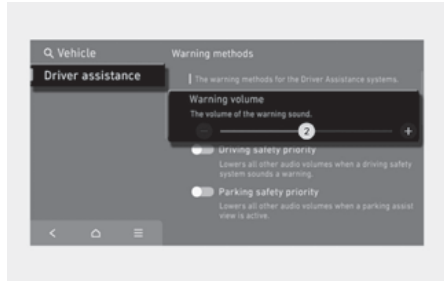 Vehicle
Warning methods
Driver assistance
The warning methods for the Driver Assistance systems.
Warning volume
The volume of the warning sound.
2
Driving safety priority
Lowers all other audio volumes when a driving safety
system sounds a warning.
Parking safety priority
Lowers all other audio volumes when a parking assist
view is active.